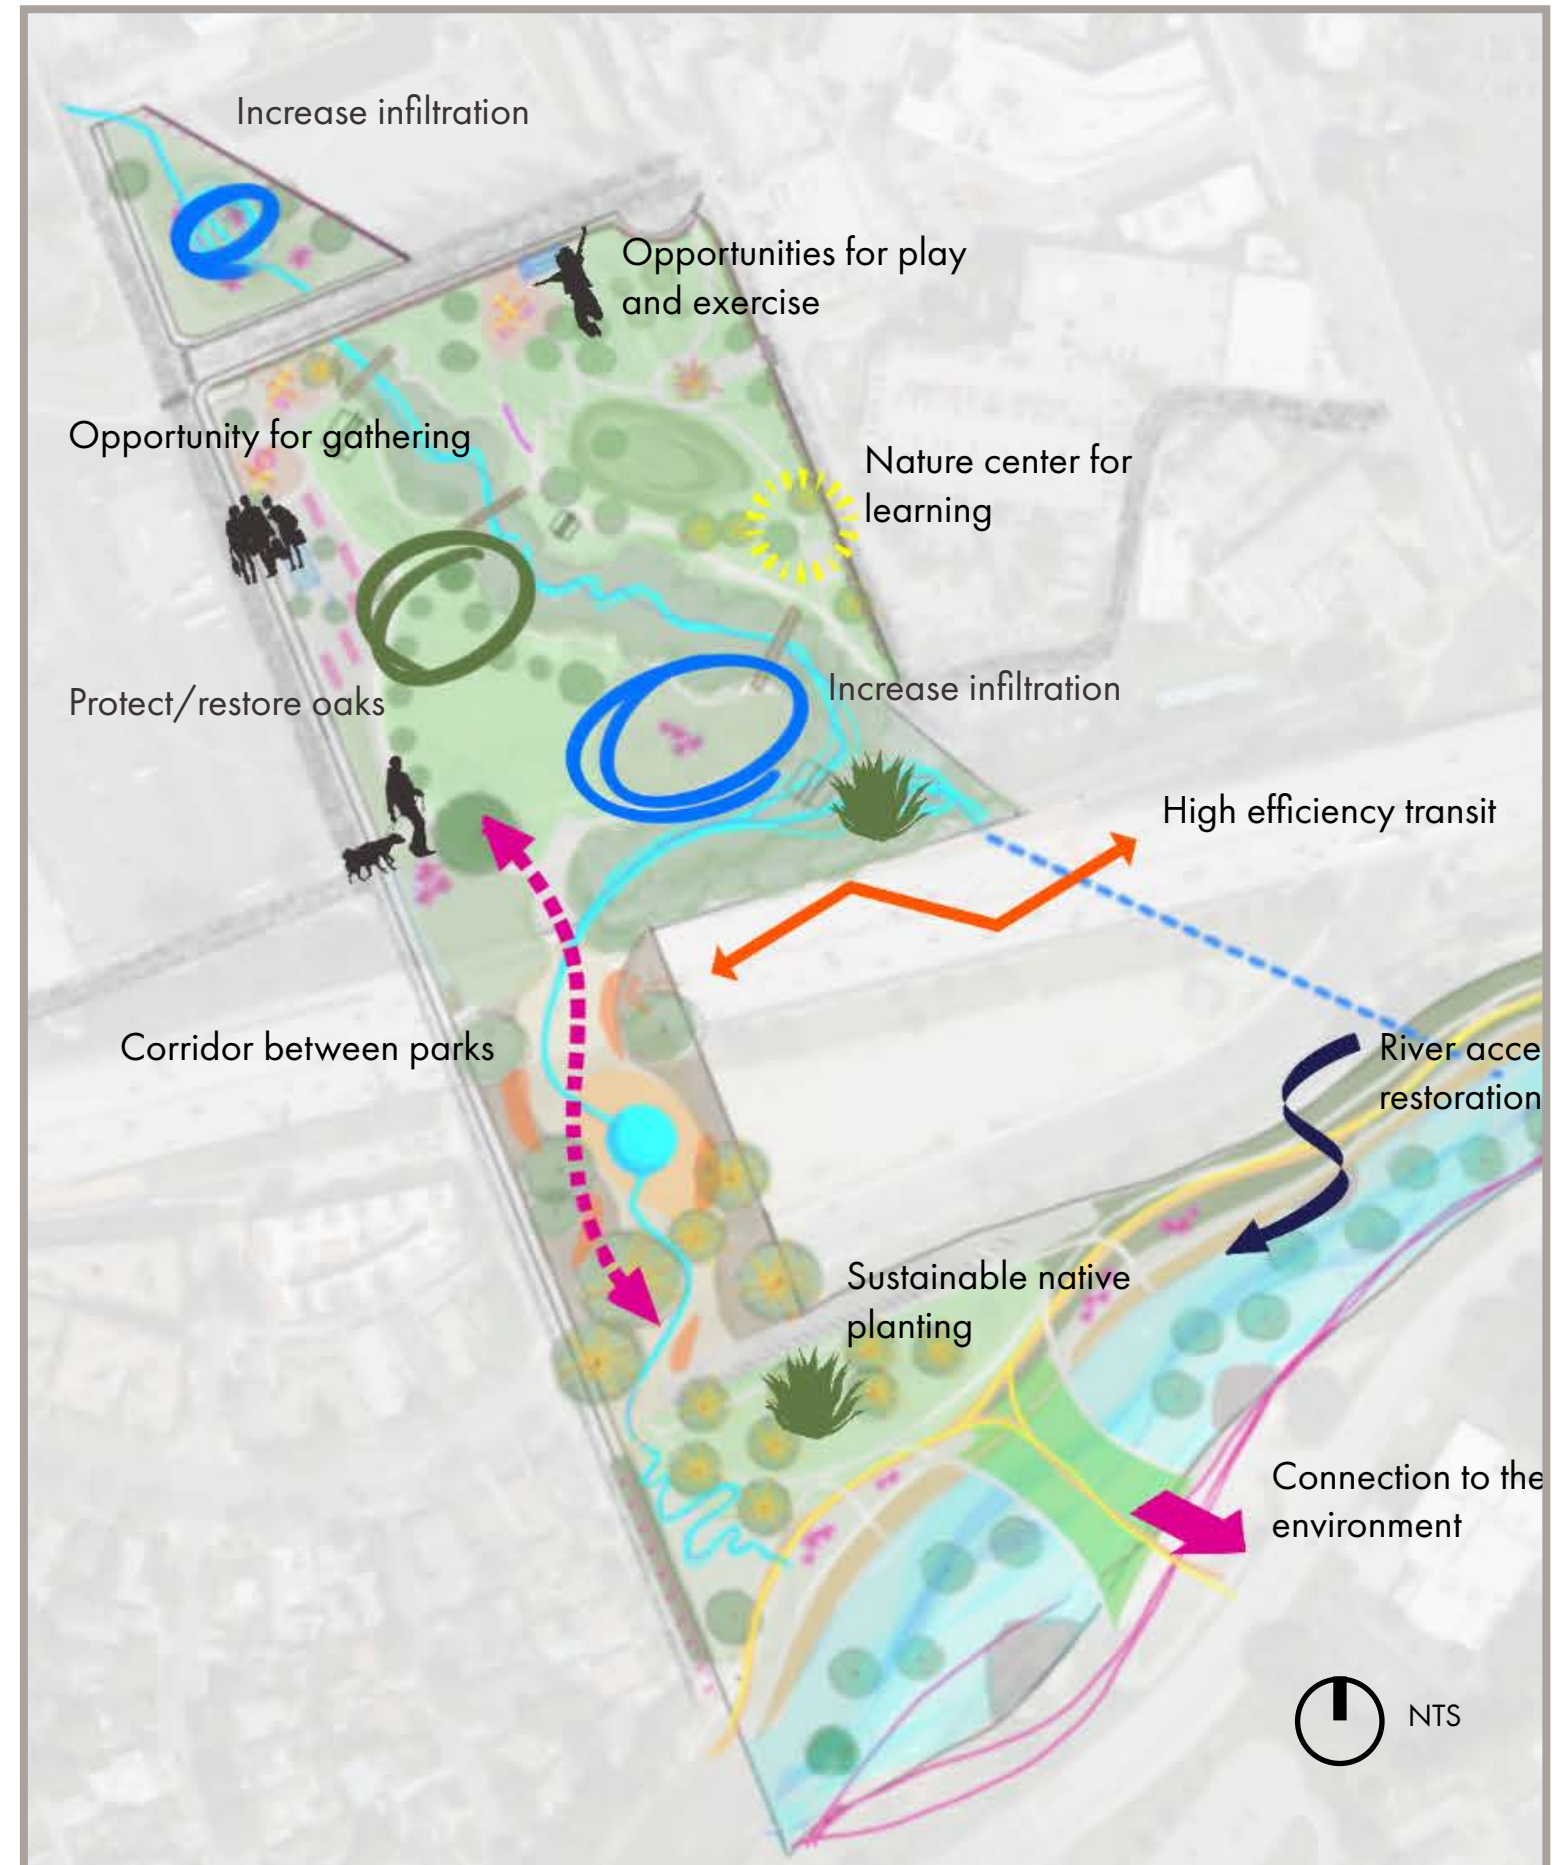 Increase infiltration
Opportunities for play
and exercise
Opportunity for gathering
Nature center for
learning
Protect/restore oaks
Increase infiltration
High efficiency transit
Corridor between parks
River acce
restoration
Sustainable native
planting
Connection to the
environment
NTS